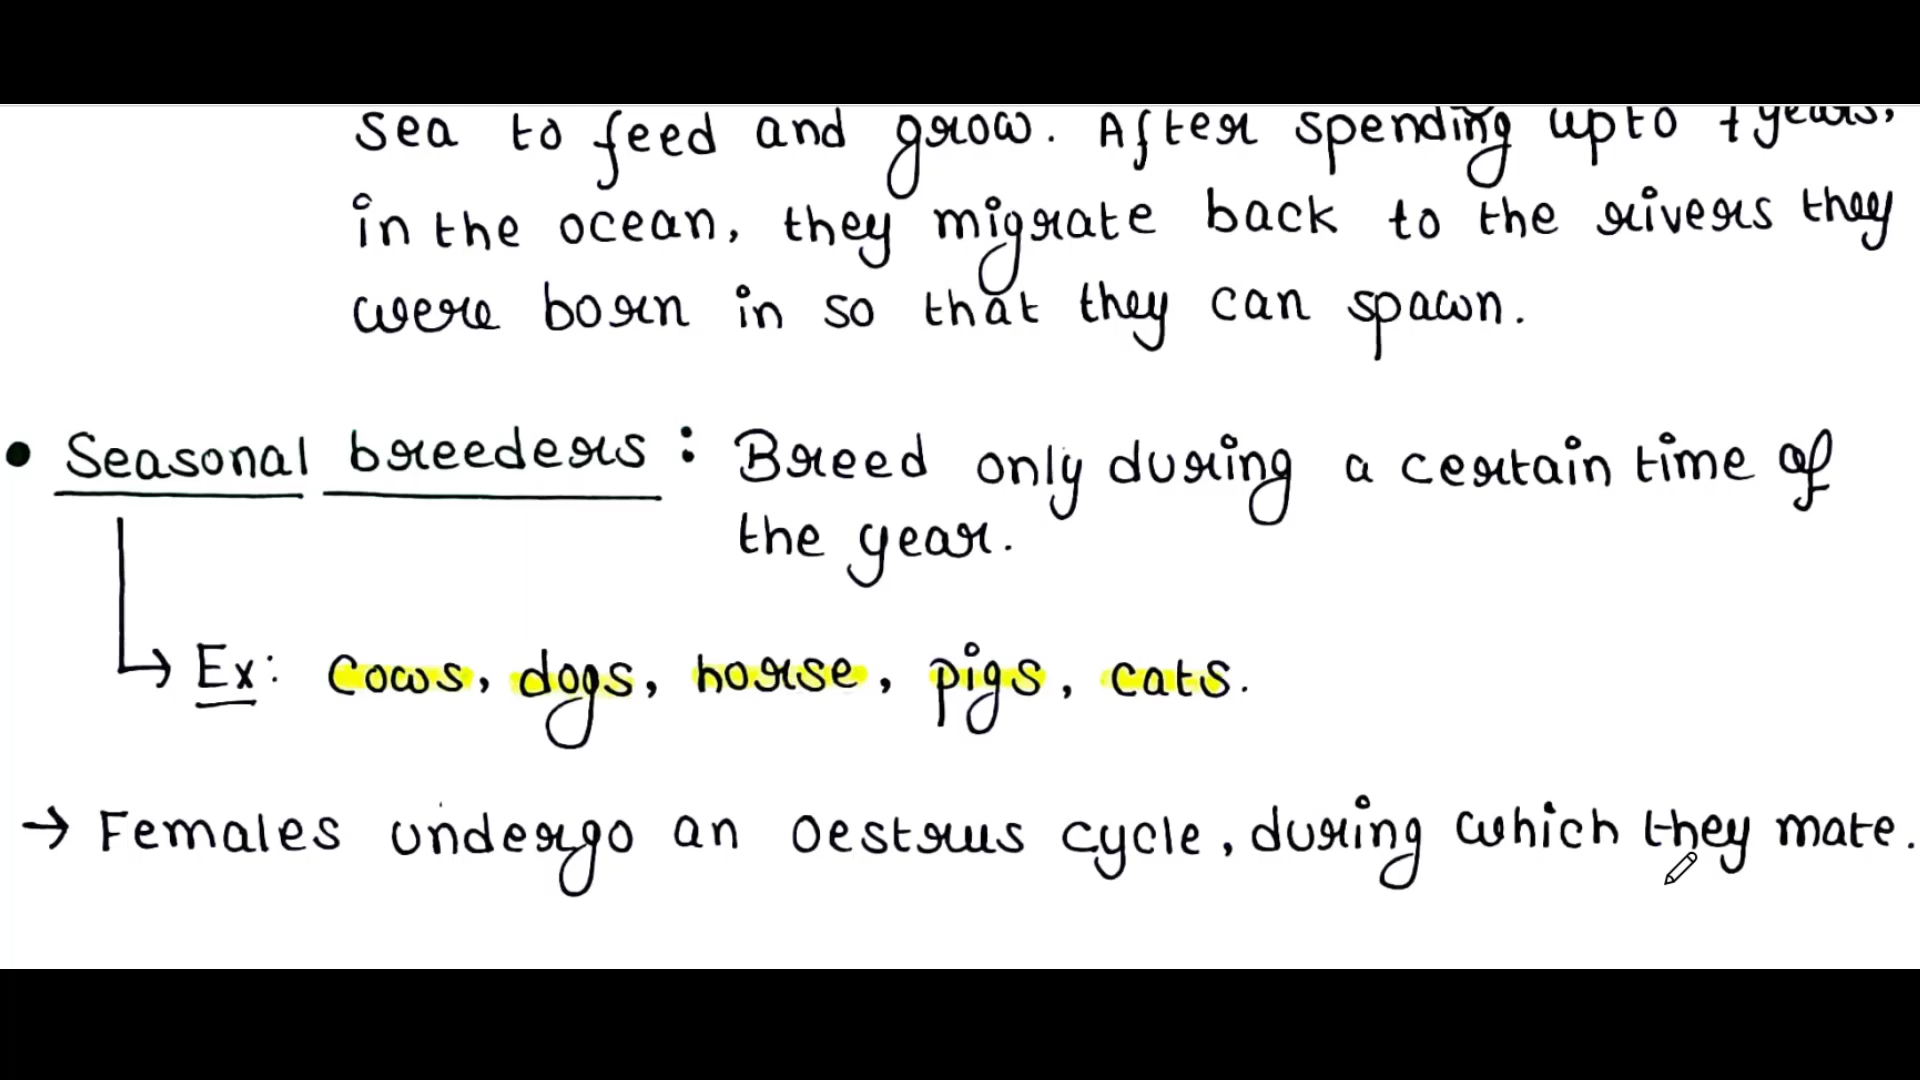 Sea to feed and grow. After spending upto 7 years,
in the ocean, they migrate back to the rivers they
were born in so that they can spawn.
• Seasonal breeders : Breed only during a certain time of
the year.
Ex: Cows, dogs, horse, pigs, cats.
→ Females undergo an Oestrus cycle, during which they mate.